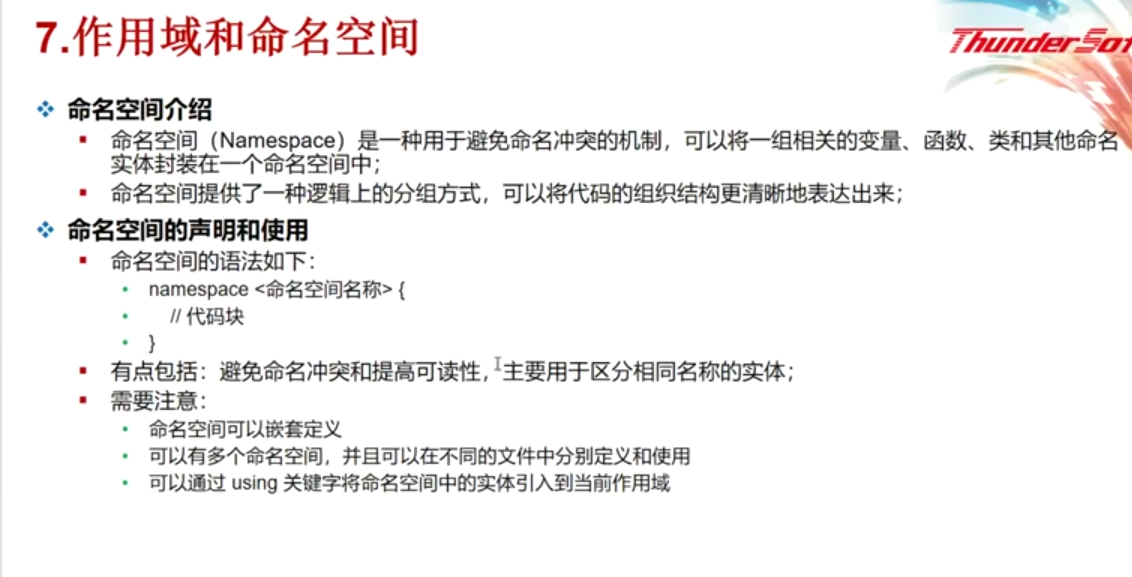 7.作用域和命名空间
ThunderSof
命名空间介绍
命名空间（Namespace）是一种用于避免命名冲突的机制，可以将一组相关的变量、函数、类和其他命名
实体封装在一个命名空间中；
命名空间提供了一种逻辑上的分组方式，可以将代码的组织结构更清晰地表达出来；
命名空间的声明和使用
命名空间的语法如下：
namespace <命名空间名称> {
// 代码块
}
有点包括：避免命名冲突和提高可读性，主要用于区分相同名称的实体；
需要注意：
命名空间可以嵌套定义
可以有多个命名空间，并且可以在不同的文件中分别定义和使用
可以通过 using 关键字将命名空间中的实体引入到当前作用域